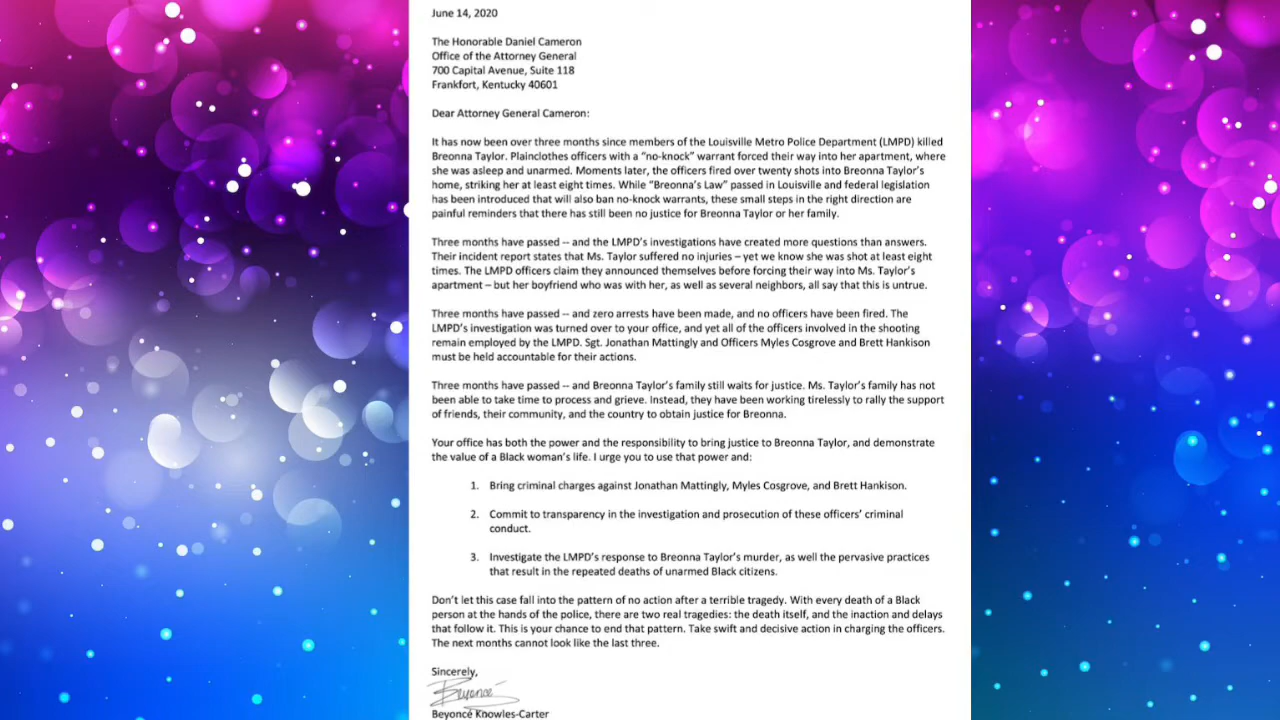 June 14, 2020
The Honorable Daniel Cameron
Office of the Attorney General
700 Capital Avenue, Suite 118
Frankfort, Kentucky 40601
Dear Attorney General Cameron:
It has now been over three months since members of the Louisville Metro Police Department (LMPD) killed
Breonna Taylor. Plainclothes officers with a “no-knock” warrant forced their way into her apartment, where
she was asleep and unarmed. Moments later, the officers fired over twenty shots into Breonna Taylor’s
home, striking her at least eight times. While “Breonna’s Law” passed in Louisville and federal legislation
has been introduced that will also ban no-knock warrants, these small steps in the right direction are
painful reminders that there has still been no justice for Breonna Taylor or her family.
Three months have passed -- and the LMPD’s investigations have created more questions than answers.
Their incident report states that Ms. Taylor suffered no injuries – yet we know she was shot at least eight
times. The LMPD officers claim they announced themselves before forcing their way into Ms. Taylor’s
apartment – but her boyfriend who was with her, as well as several neighbors, all say that this is untrue.
Three months have passed -- and zero arrests have been made, and no officers have been fired. The
LMPD’s investigation was turned over to your office, and yet all of the officers involved in the shooting
remain employed by the LMPD. Sgt. Jonathan Mattingly and Officers Myles Cosgrove and Brett Hankison
must be held accountable for their actions.
Three months have passed -- and Breonna Taylor’s family still waits for justice. Ms. Taylor’s family has not
been able to take time to process and grieve. Instead, they have been working tirelessly to rally the support
of friends, their community, and the country to obtain justice for Breonna.
Your office has both the power and the responsibility to bring justice to Breonna Taylor, and demonstrate
the value of a Black woman’s life. I urge you to use that power and:
1. Bring criminal charges against Jonathan Mattingly, Myles Cosgrove, and Brett Hankison.
2. Commit to transparency in the investigation and prosecution of these officers’ criminal
conduct.
3. Investigate the LMPD’s response to Breonna Taylor’s murder, as well the pervasive practices
that result in the repeated deaths of unarmed Black citizens.
Don’t let this case fall into the pattern of no action after a terrible tragedy. With every death of a Black
person at the hands of the police, there are two real tragedies: the death itself, and the inaction and delays
that follow it. This is your chance to end that pattern. Take swift and decisive action in charging the officers.
The next months cannot look like the last three.
Sincerely,
Beyoncé
Beyoncé Knowles-Carter